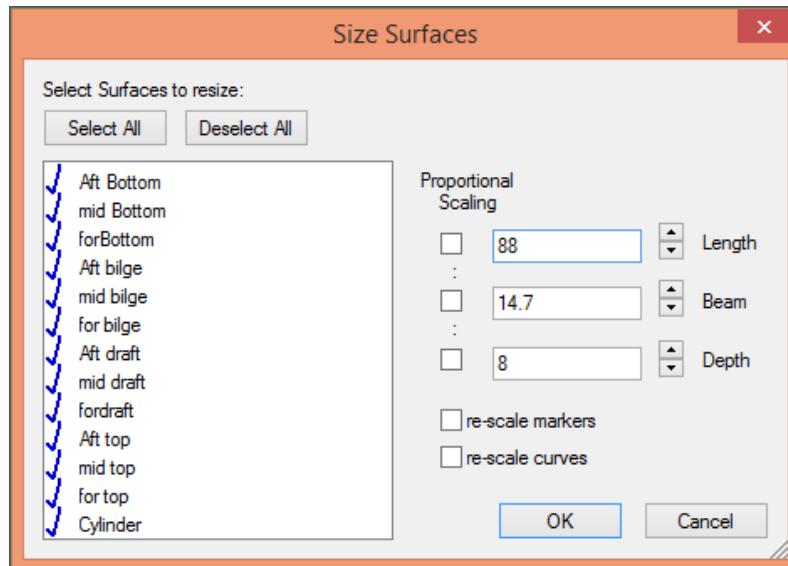 Size Surfaces
Select Surfaces to resize:
Select All
Deselect All
Aft Bottom
mid Bottom
forBottom
Aft bilge
mid bilge
for bilge
Aft draft
mid draft
fordraft
Aft top
mid top
for top
Cylinder
Proportional
Scaling
88 Length
:
14.7 Beam
:
8 Depth
re-scale markers
re-scale curves
OK
Cancel